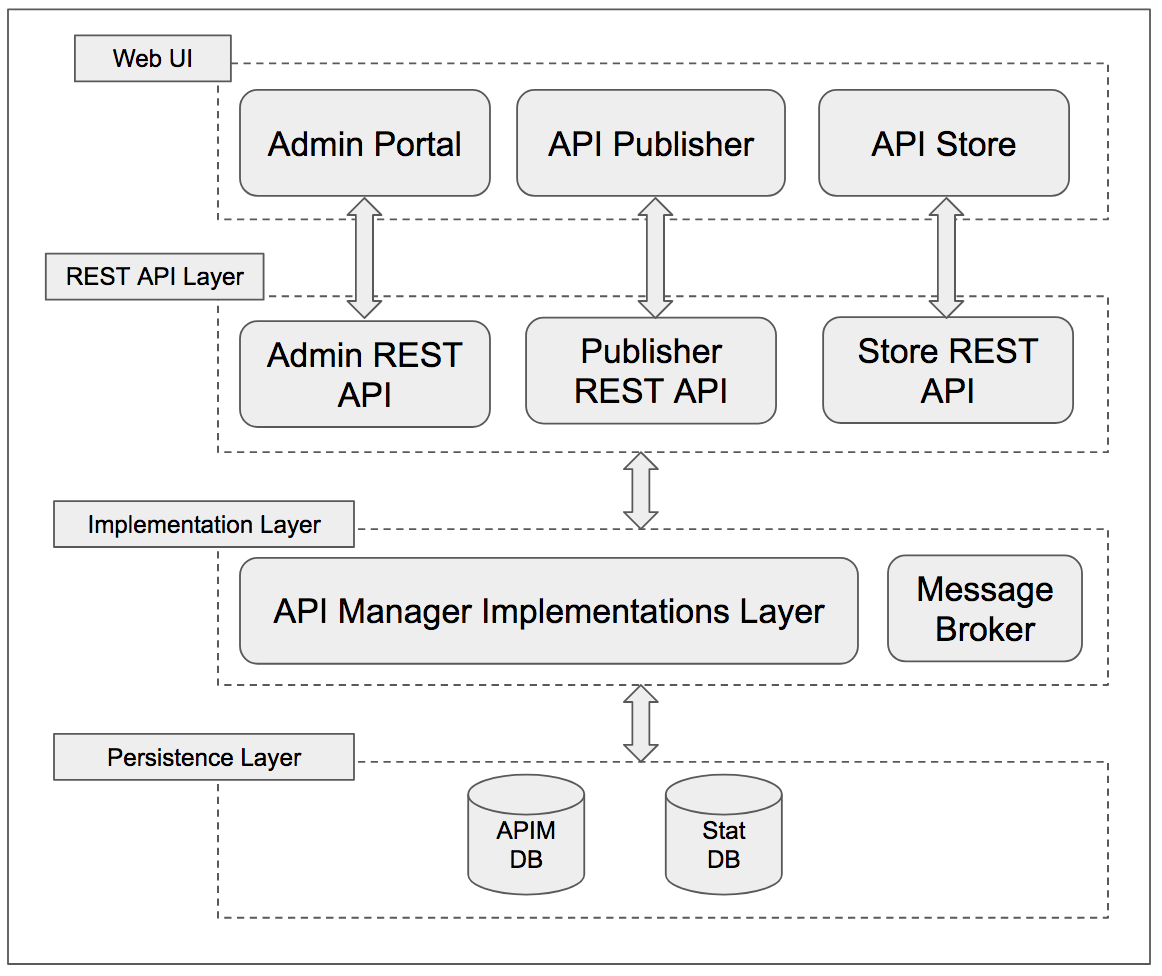 Web UI
Admin Portal
API Publisher
API Store
REST API Layer
Admin REST
API
Publisher
REST API
Store REST
API
Implementation Layer
API Manager Implementations Layer
Message
Broker
Persistence Layer
APIM
DB
Stat
DB